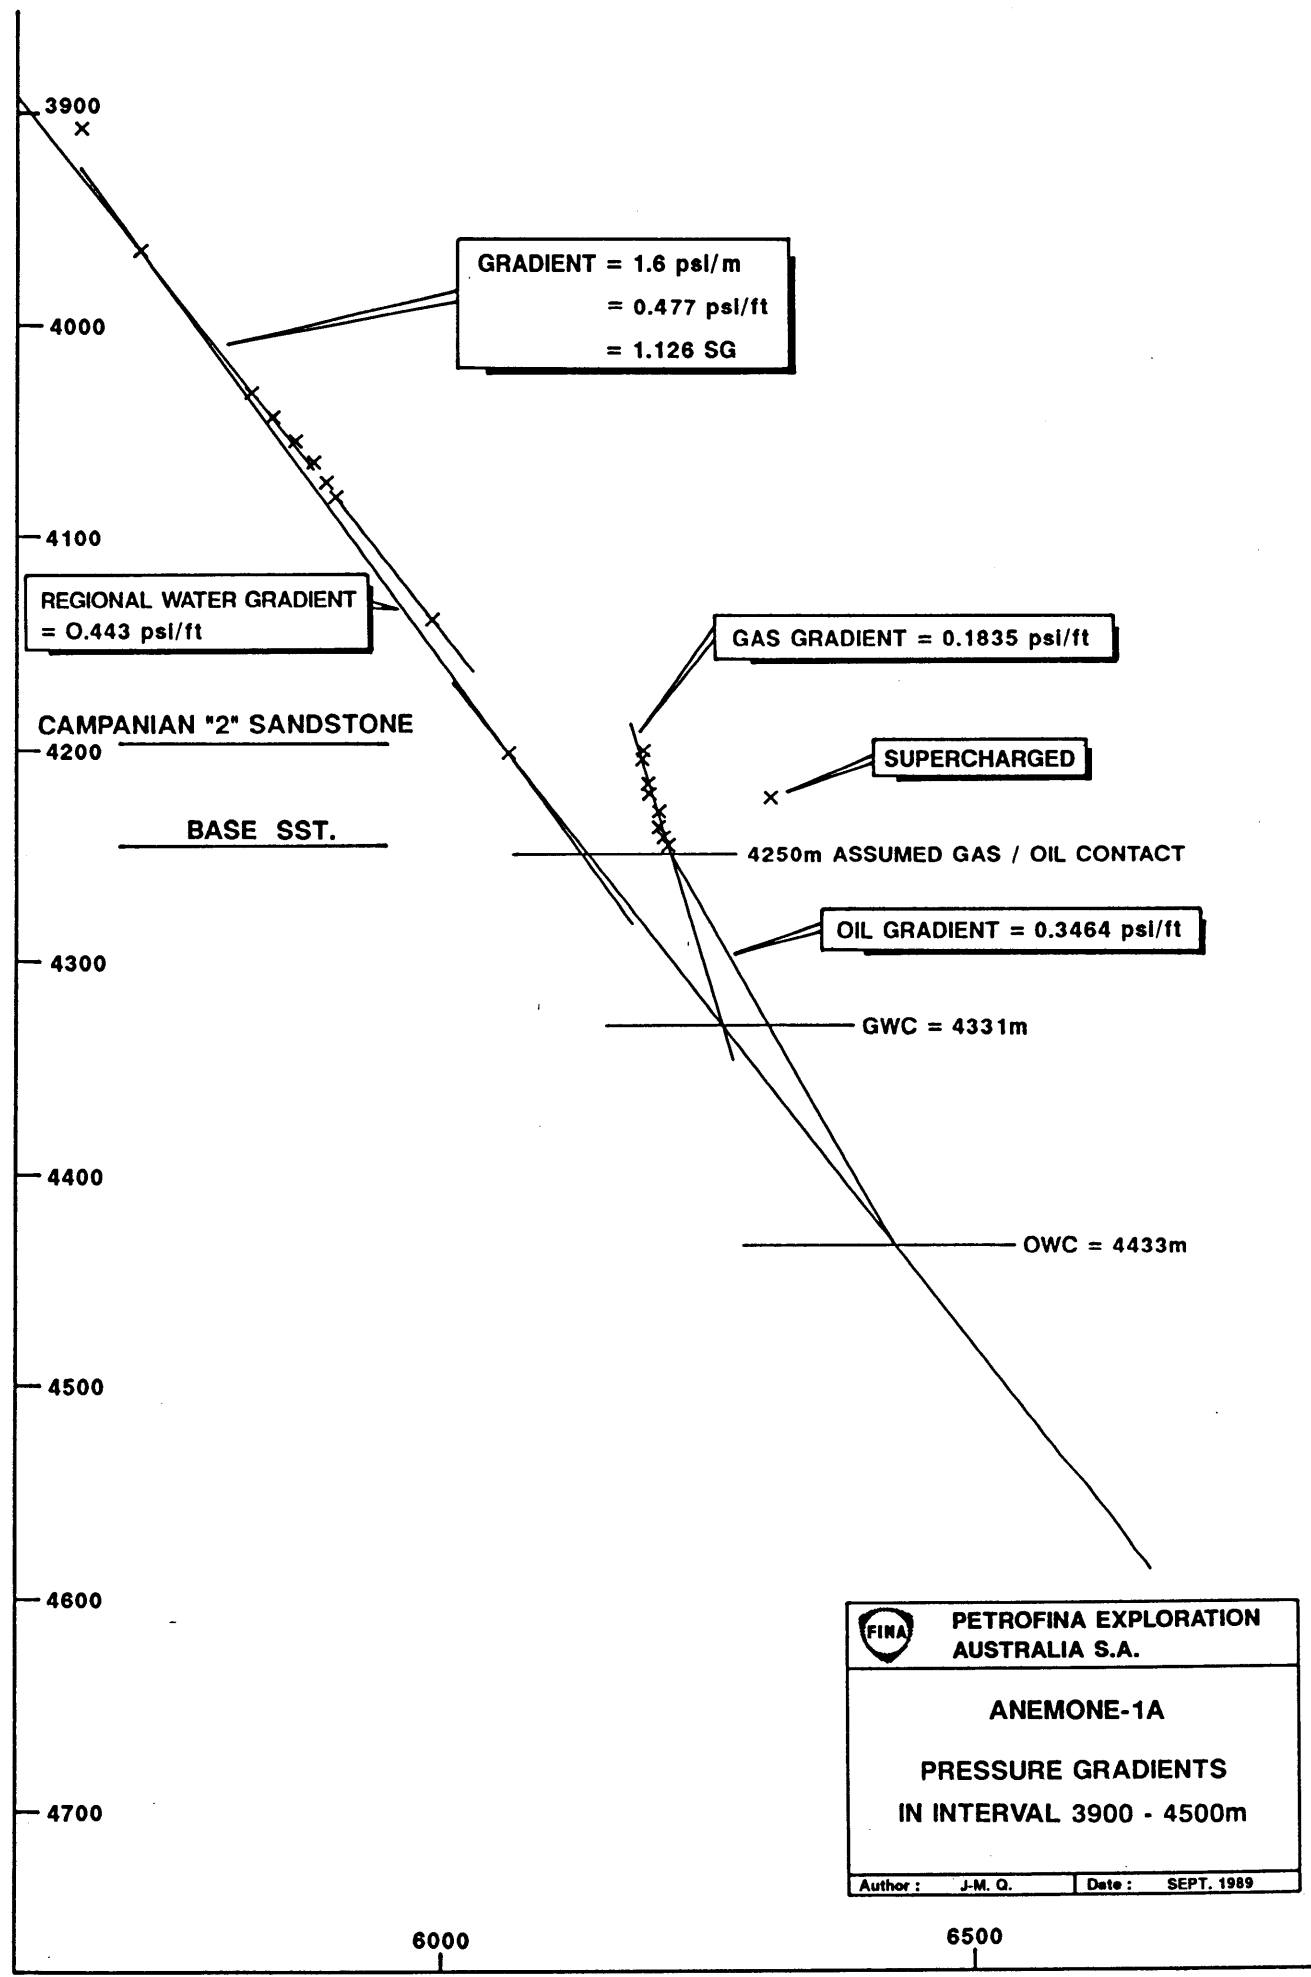 3900
GRADIENT = 1.6 psi/m
= 0.477 psi/ft
= 1.126 SG
4000
4100
REGIONAL WATER GRADIENT
= 0.443 psi/ft
GAS GRADIENT = 0.1835 psi/ft
CAMPANIAN "2" SANDSTONE
4200
SUPERCHARGED
BASE SST.
4250m ASSUMED GAS / OIL CONTACT
OIL GRADIENT = 0.3464 psi/ft
4300
GWC = 4331m
4400
OWC = 4433m
4500
4600
FINA
PETROFINA EXPLORATION
AUSTRALIA S.A.
ANEMONE-1A
PRESSURE GRADIENTS
IN INTERVAL 3900 - 4500m
4700
Author : J-M. Q. Date : SEPT. 1989
6000
6500